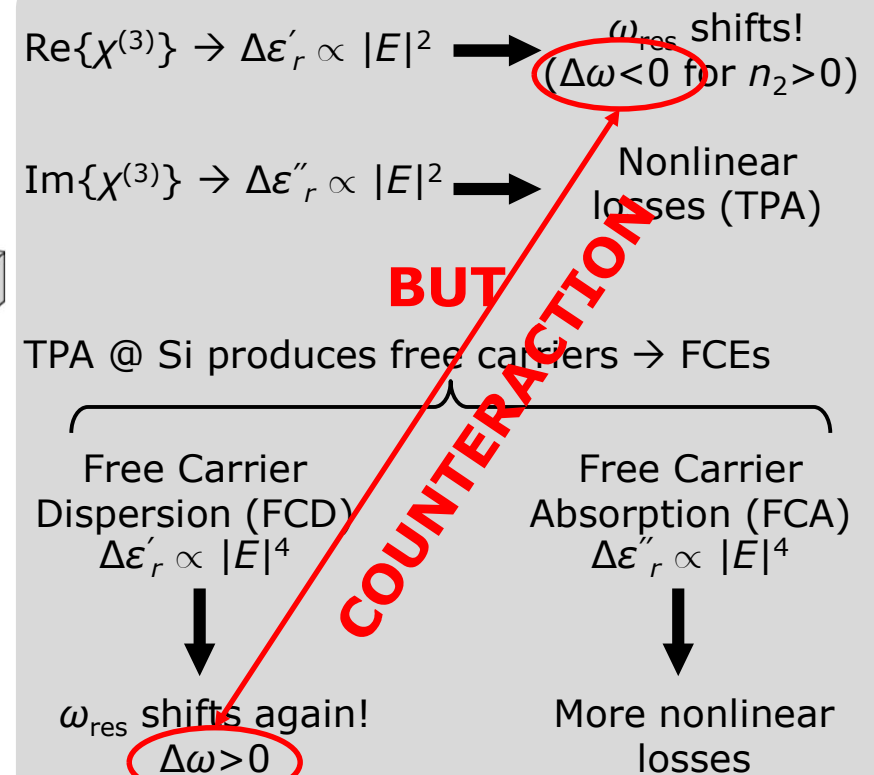 Re{χ⁽³⁾} → Δε′ᵣ ∝ |E|² ω_res shifts!
(Δω<0 for n₂>0)
Im{χ⁽³⁾} → Δε″ᵣ ∝ |E|² Nonlinear
losses (TPA)
BUT
COUNTERACTION
TPA @ Si produces free carriers → FCEs
Free Carrier
Dispersion (FCD)
Δε′ᵣ ∝ |E|⁴
Free Carrier
Absorption (FCA)
Δε″ᵣ ∝ |E|⁴
ω_res shifts again!
Δω>0
More nonlinear
losses